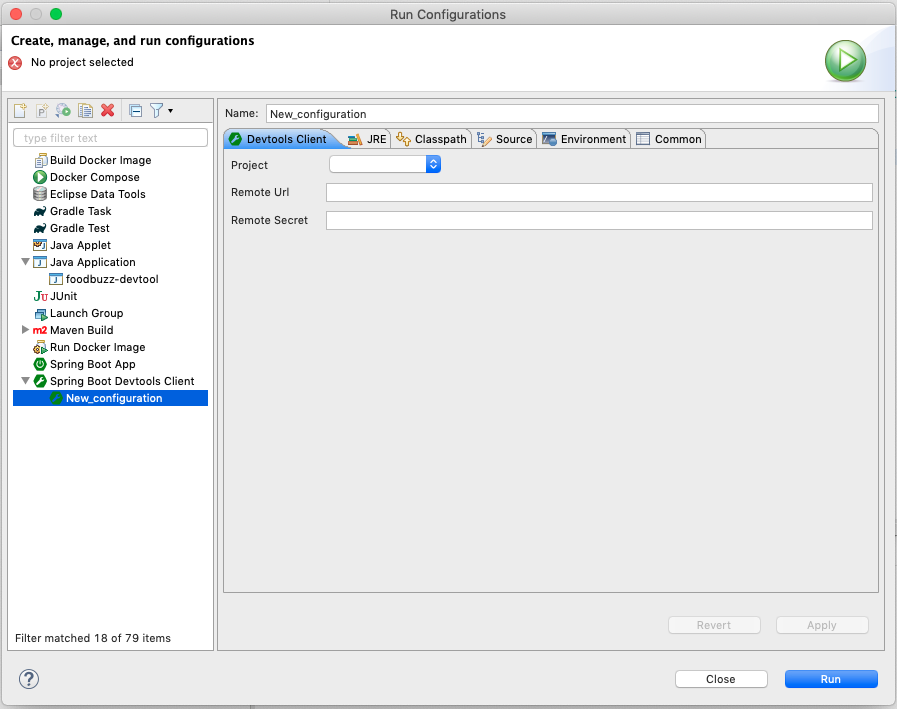 Run Configurations
Create, manage, and run configurations
No project selected
type filter text
Build Docker Image
Docker Compose
Eclipse Data Tools
Gradle Task
Gradle Test
Java Applet
Java Application
foodbuzz-devtool
JUnit
Launch Group
m2 Maven Build
Run Docker Image
Spring Boot App
Spring Boot Devtools Client
New_configuration
Filter matched 18 of 79 items
Name: New_configuration
Devtools Client JRE Classpath Source Environment Common
Project
Remote Url
Remote Secret
Revert Apply
? Close Run